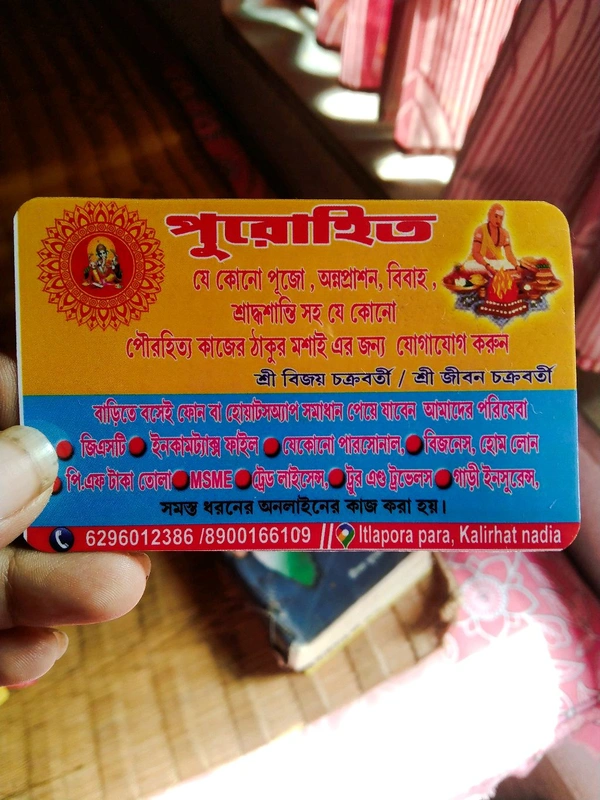 পুরোহিত
যে কোনো পূজো , অন্নপ্রাশন, বিবাহ ,
শ্রাদ্ধশান্তি সহ যে কোনো
পৌরহিত্য কাজের ঠাকুর মশাই এর জন্য যোগাযোগ করুন
শ্রী বিজয় চক্রবর্তী / শ্রী জীবন চক্রবর্তী
বাড়িতে বসেই ফোন বা হোয়াটসঅ্যাপ সমাধান পেয়ে যাবেন আমাদের পরিষেবা
জিএসটি ইনকামট্যাক্স ফাইল যেকোনো পারসোনাল, বিজনেস, হোম লোন
পি.এফ টাকা তোলা MSME ট্রেড লাইসেন্স, ট্রুর এণ্ড ট্রভেলস গাড়ী ইনসুরেন্স,
সমস্ত ধরনের অনলাইনের কাজ করা হয়।
6296012386 /8900166109 || Itlapora para, Kalirhat nadia